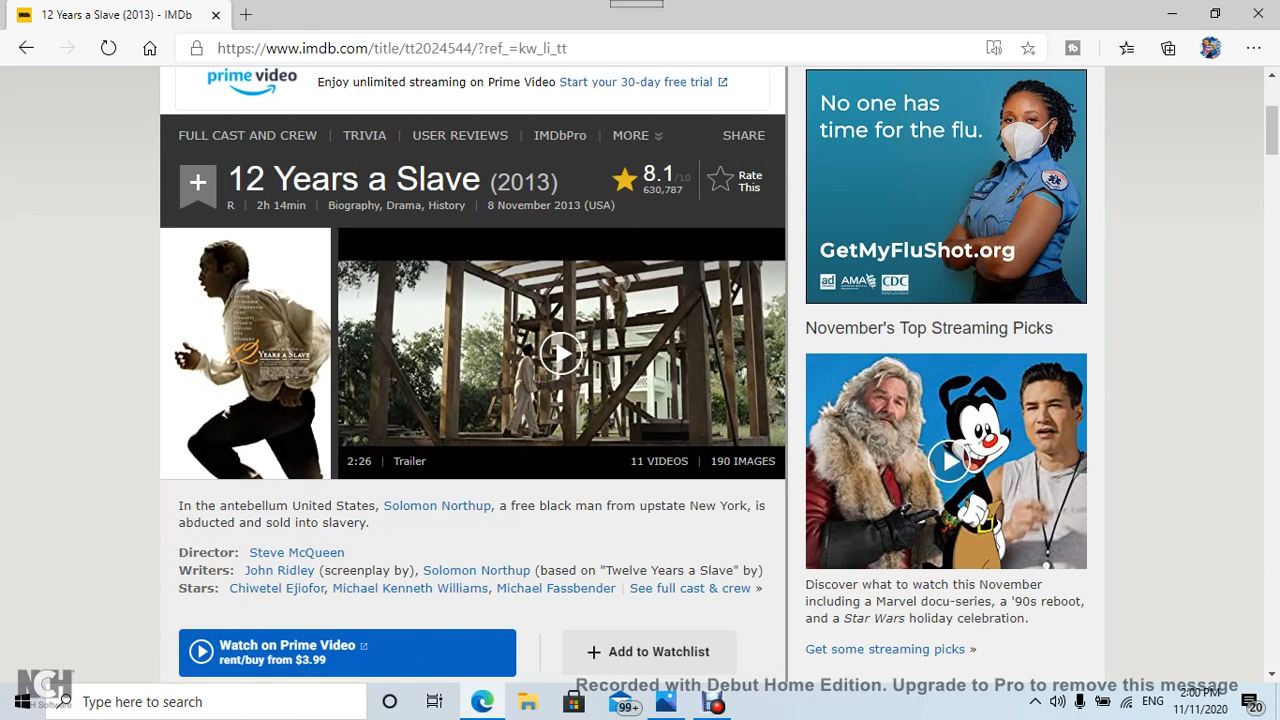 12 Years a Slave (2013) - IMDb
https://www.imdb.com/title/tt2024544/?ref_=kw_li_tt
prime video
Enjoy unlimited streaming on Prime Video Start your 30-day free trial
FULL CAST AND CREW | TRIVIA | USER REVIEWS | IMDbPro | MORE SHARE
12 Years a Slave (2013)
8.1/10
630,787
Rate This
R | 2h 14min | Biography, Drama, History | 8 November 2013 (USA)
12 YEARS A SLAVE
2:26 | Trailer
11 VIDEOS | 190 IMAGES
In the antebellum United States, Solomon Northup, a free black man from upstate New York, is
abducted and sold into slavery.
Director: Steve McQueen
Writers: John Ridley (screenplay by), Solomon Northup (based on "Twelve Years a Slave" by)
Stars: Chiwetel Ejiofor, Michael Kenneth Williams, Michael Fassbender | See full cast & crew »
Watch on Prime Video
rent/buy from $3.99
+ Add to Watchlist
No one has
time for the flu.
GetMyFluShot.org
ad AMA CDC
November's Top Streaming Picks
Discover what to watch this November
including a Marvel docu-series, a '90s reboot,
and a Star Wars holiday celebration.
Get some streaming picks »
NCH Software
Recorded with Debut Home Edition. Upgrade to Pro to remove this message
Type here to search
99+
ENG
2:00 PM
11/11/2020
20